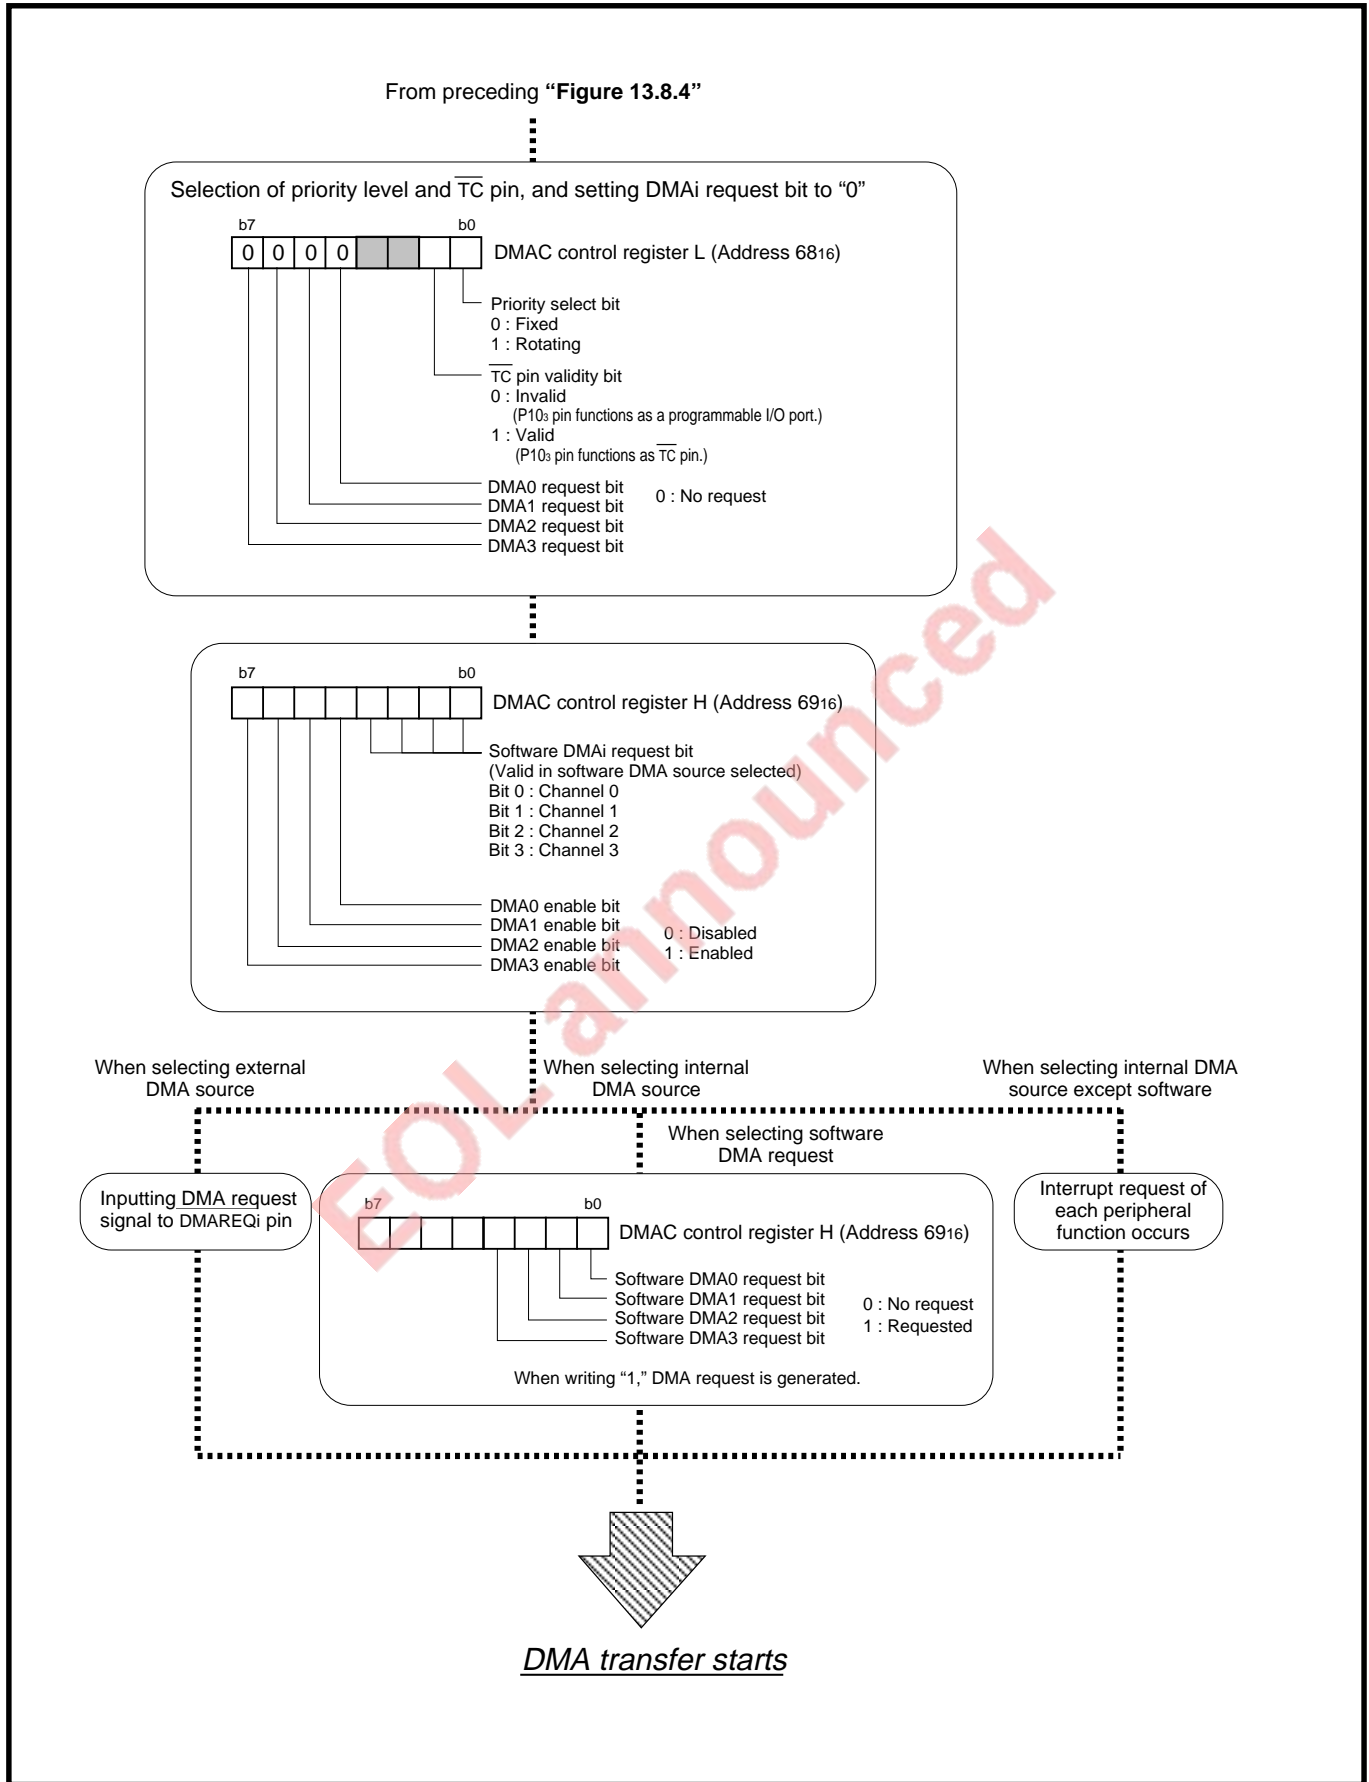 From preceding “Figure 13.8.4”
Selection of priority level and TC pin, and setting DMAi request bit to “0”
b7 b0
0 0 0 0 DMAC control register L (Address 6816)
Priority select bit
0 : Fixed
1 : Rotating
TC pin validity bit
0 : Invalid
(P103 pin functions as a programmable I/O port.)
1 : Valid
(P103 pin functions as TC pin.)
DMA0 request bit
0 : No request
DMA1 request bit
DMA2 request bit
DMA3 request bit
b7 b0
DMAC control register H (Address 6916)
Software DMAi request bit
(Valid in software DMA source selected)
Bit 0 : Channel 0
Bit 1 : Channel 1
Bit 2 : Channel 2
Bit 3 : Channel 3
DMA0 enable bit
DMA1 enable bit
DMA2 enable bit
DMA3 enable bit
0 : Disabled
1 : Enabled
When selecting external
DMA source
When selecting internal
DMA source
When selecting internal DMA
source except software
When selecting software
DMA request
Inputting DMA request
signal to DMAREQi pin
b7 b0
DMAC control register H (Address 6916)
Software DMA0 request bit
Software DMA1 request bit
Software DMA2 request bit
Software DMA3 request bit
0 : No request
1 : Requested
When writing “1,” DMA request is generated.
Interrupt request of
each peripheral
function occurs
DMA transfer starts
EOL announced